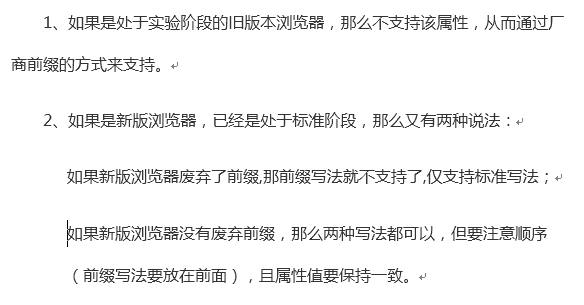 1、如果是处于实验阶段的旧版本浏览器，那么不支持该属性，从而通过厂
商前缀的方式来支持。
2、如果是新版浏览器，已经是处于标准阶段，那么又有两种说法：
如果新版浏览器废弃了前缀,那前缀写法就不支持了,仅支持标准写法；
如果新版浏览器没有废弃前缀，那么两种写法都可以，但要注意顺序
（前缀写法要放在前面），且属性值要保持一致。